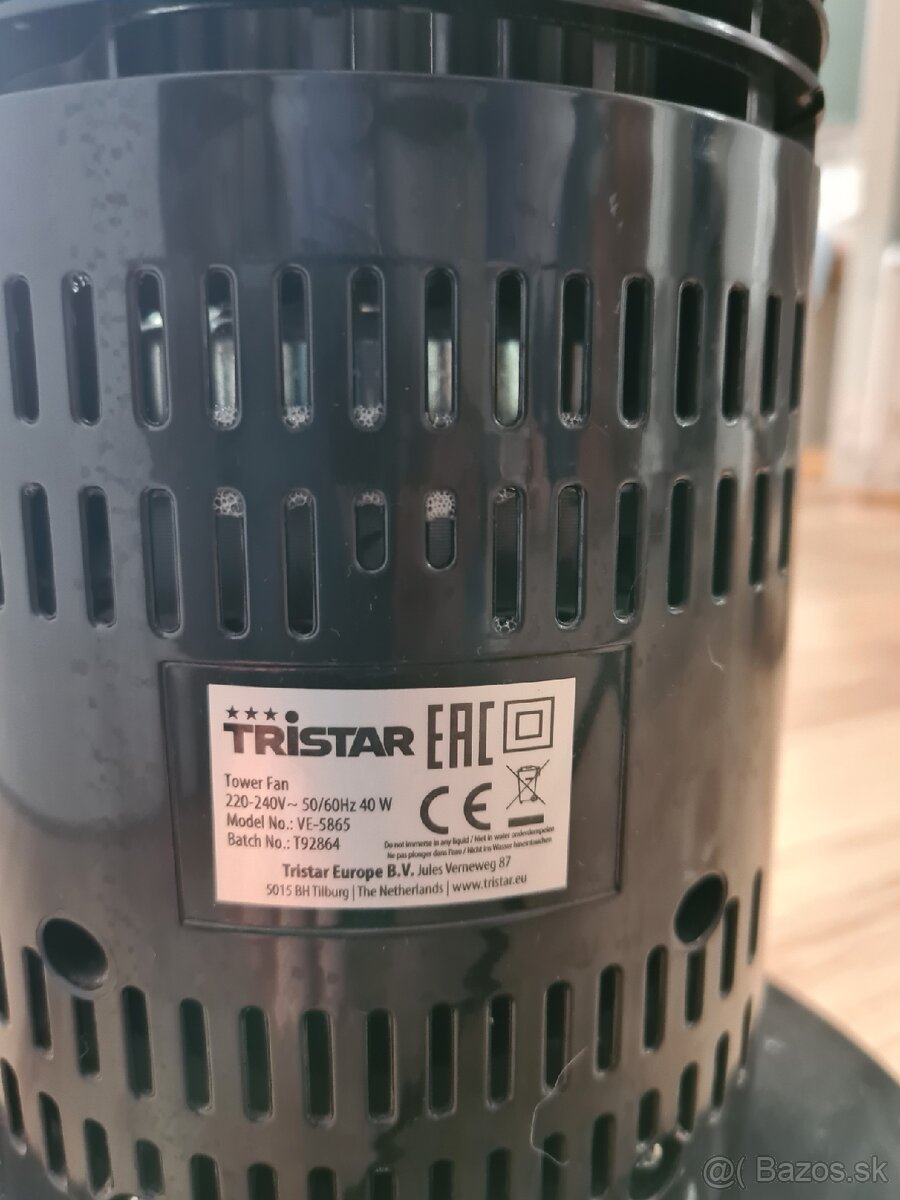 ★★★
TRISTAR EAC
Tower Fan
220-240V~ 50/60Hz 40 W
Model No.: VE-5865
Batch No.: T92864
CE
Do not immerse in any liquid / Niet in water onderdompelen
Ne pas plonger dans l'eau / Nicht ins Wasser hineintauchen
Tristar Europe B.V. Jules Verneweg 87
5015 BH Tilburg | The Netherlands | www.tristar.eu
@( Bazos.sk